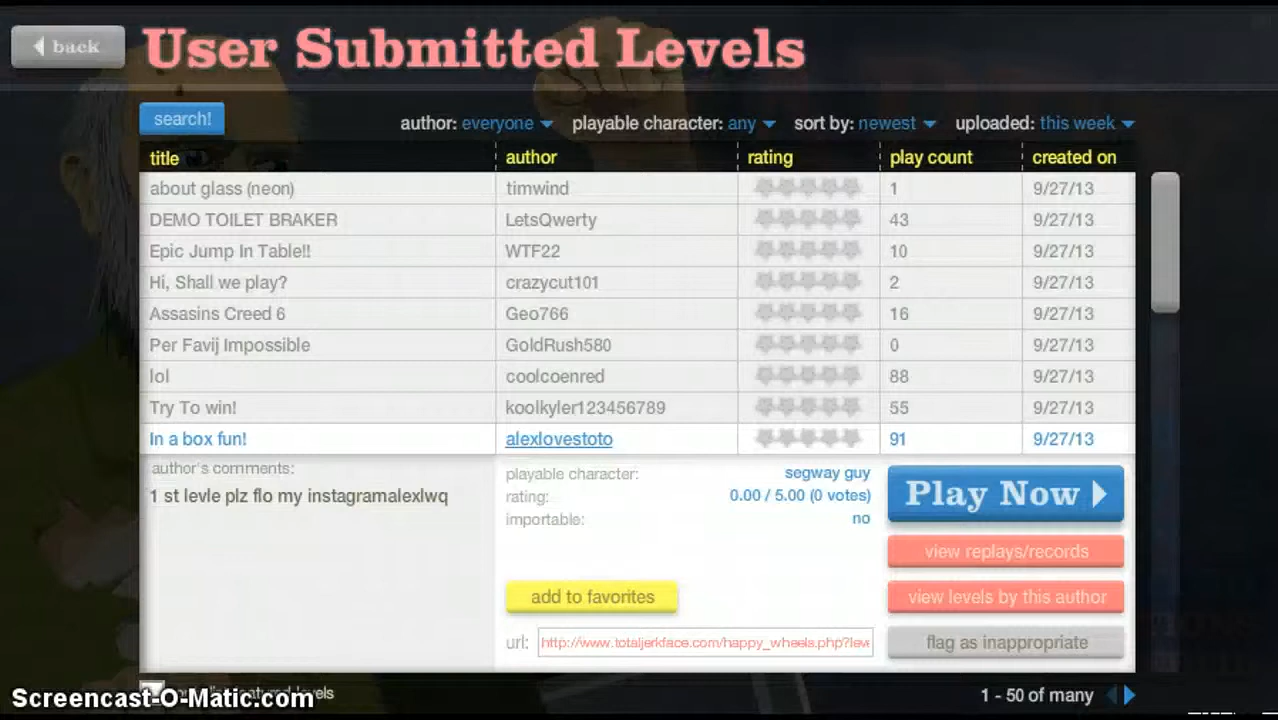 back
User Submitted Levels
search!
author: everyone playable character: any sort by: newest uploaded: this week
title author rating play count created on
about glass (neon) timwind 1 9/27/13
DEMO TOILET BRAKER LetsQwerty 43 9/27/13
Epic Jump In Table!! WTF22 10 9/27/13
Hi, Shall we play? crazycut101 2 9/27/13
Assasins Creed 6 Geo766 16 9/27/13
Per Favij Impossible GoldRush580 0 9/27/13
lol coolcoenred 88 9/27/13
Try To win! koolkyler123456789 55 9/27/13
In a box fun! alexlovestoto 91 9/27/13
author's comments:
1 st levle plz flo my instagramalexlwq
playable character: segway guy
rating: 0.00 / 5.00 (0 votes)
importable: no
Play Now
view replays/records
add to favorites
view levels by this author
url: http://www.totaljerkface.com/happy_wheels.php?leve
flag as inappropriate
Screencast-O-Matic.com
levels
1 - 50 of many